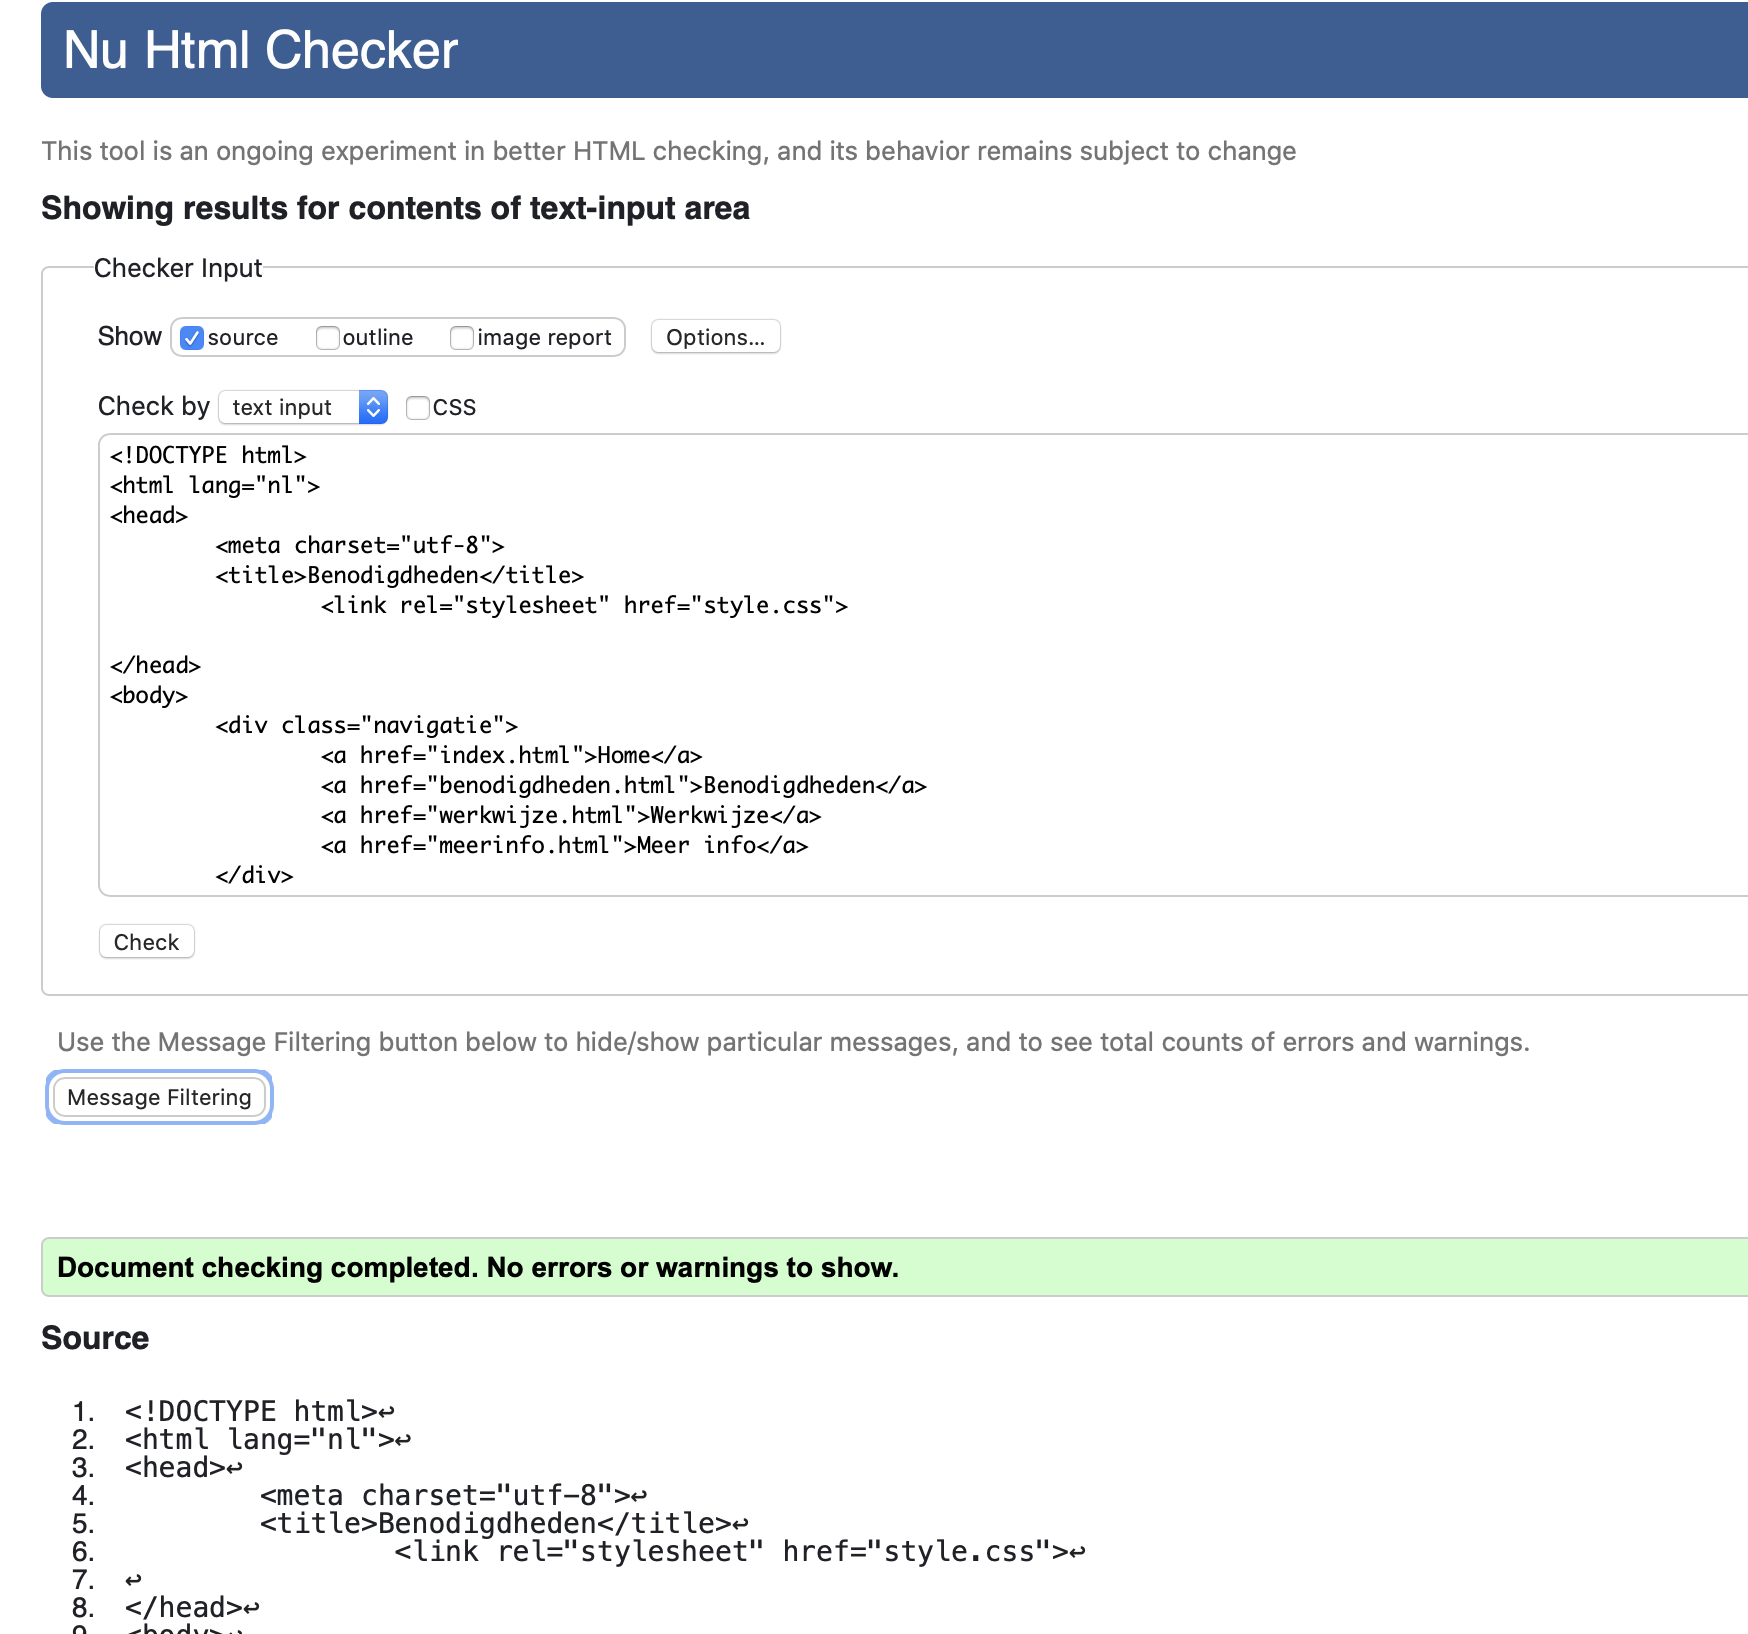 Nu Html Checker
This tool is an ongoing experiment in better HTML checking, and its behavior remains subject to change
Showing results for contents of text-input area
Checker Input
Show source outline image report Options...
Check by text input CSS
<!DOCTYPE html>
<html lang="nl">
<head>
<meta charset="utf-8">
<title>Benodigdheden</title>
<link rel="stylesheet" href="style.css">
</head>
<body>
<div class="navigatie">
<a href="index.html">Home</a>
<a href="benodigdheden.html">Benodigdheden</a>
<a href="werkwijze.html">Werkwijze</a>
<a href="meerinfo.html">Meer info</a>
</div>
Check
Use the Message Filtering button below to hide/show particular messages, and to see total counts of errors and warnings.
Message Filtering
Document checking completed. No errors or warnings to show.
Source
1. <!DOCTYPE html>↩
2. <html lang="nl">↩
3. <head>↩
4. <meta charset="utf-8">↩
5. <title>Benodigdheden</title>↩
6. <link rel="stylesheet" href="style.css">↩
7. ↩
8. </head>↩
9. <body>↩